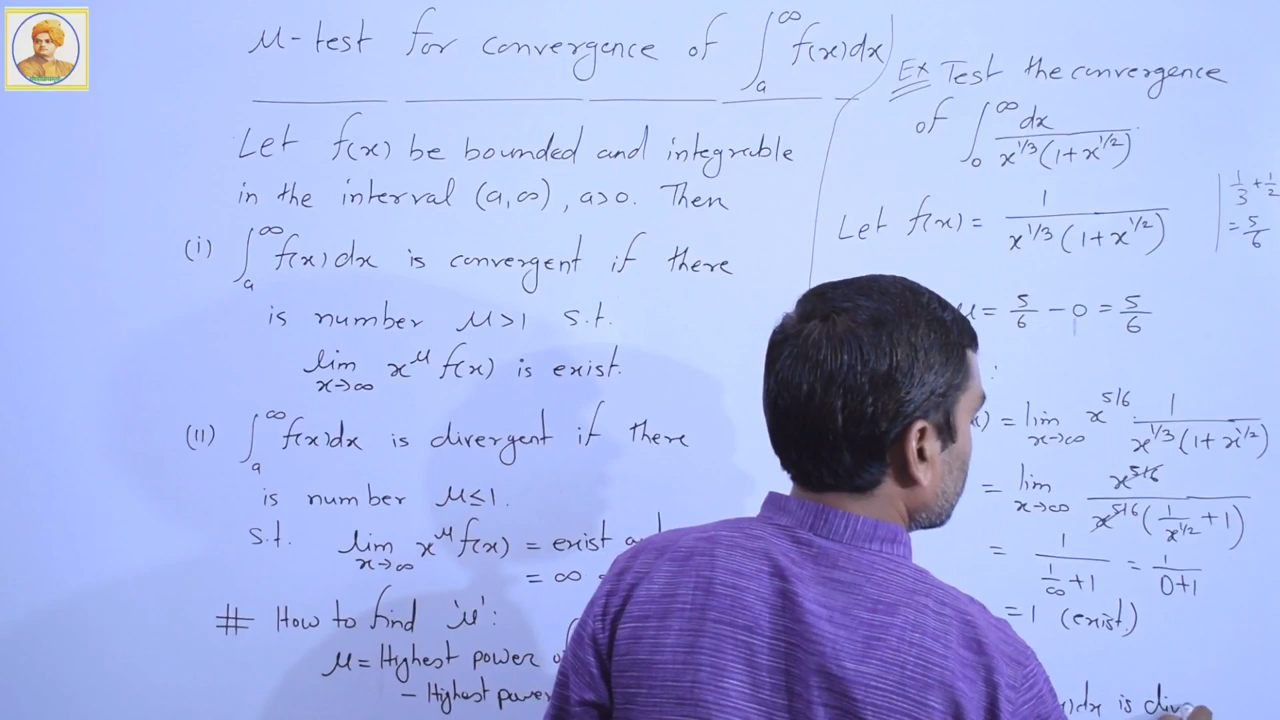 μ-test for convergence of ∫_a^∞ f(x)dx
Let f(x) be bounded and integrable
in the interval (a,∞), a>0. Then
(i) ∫_a^∞ f(x)dx is convergent if there
is number μ>1 s.t.
lim_{x→∞} x^μ f(x) is exist.
(II) ∫_a^∞ f(x)dx is divergent if there
is number μ≤1.
s.t. lim_{x→∞} x^μ f(x) = exist
= ∞
# How to find 'μ':
μ = Highest power
- Highest power
Ex Test the convergence
of ∫_0^∞ dx/(x^{1/3}(1+x^{1/2}))
Let f(x) = 1/(x^{1/3}(1+x^{1/2}))
1/3 + 1/2
= 5/6
μ = 5/6 - 0 = 5/6
) = lim_{x→∞} x^{5/6} · 1/(x^{1/3}(1+x^{1/2}))
= lim_{x→∞} x^{5/6}/(x^{5/6}(1/x^{1/2} + 1))
= 1/(1/∞ + 1) = 1/(0+1)
= 1 (exist.)
)dx is div